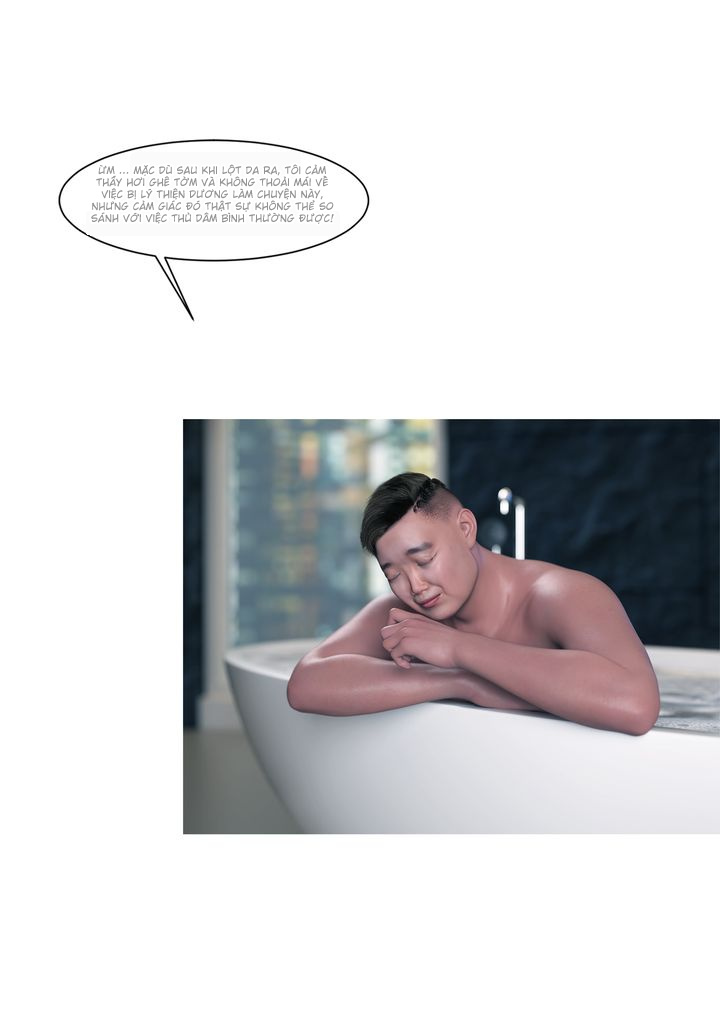 ỪM ... MẶC DÙ SAU KHI LỘT DA RA, TÔI CẢM
THẤY HƠI GHÊ TỞM VÀ KHÔNG THOẢI MÁI VỀ
VIỆC BỊ LÝ THIỆN DƯƠNG LÀM CHUYỆN NÀY,
NHƯNG CẢM GIÁC ĐÓ THẬT SỰ KHÔNG THỂ SO
SÁNH VỚI VIỆC THỦ DÂM BÌNH THƯỜNG ĐƯỢC!